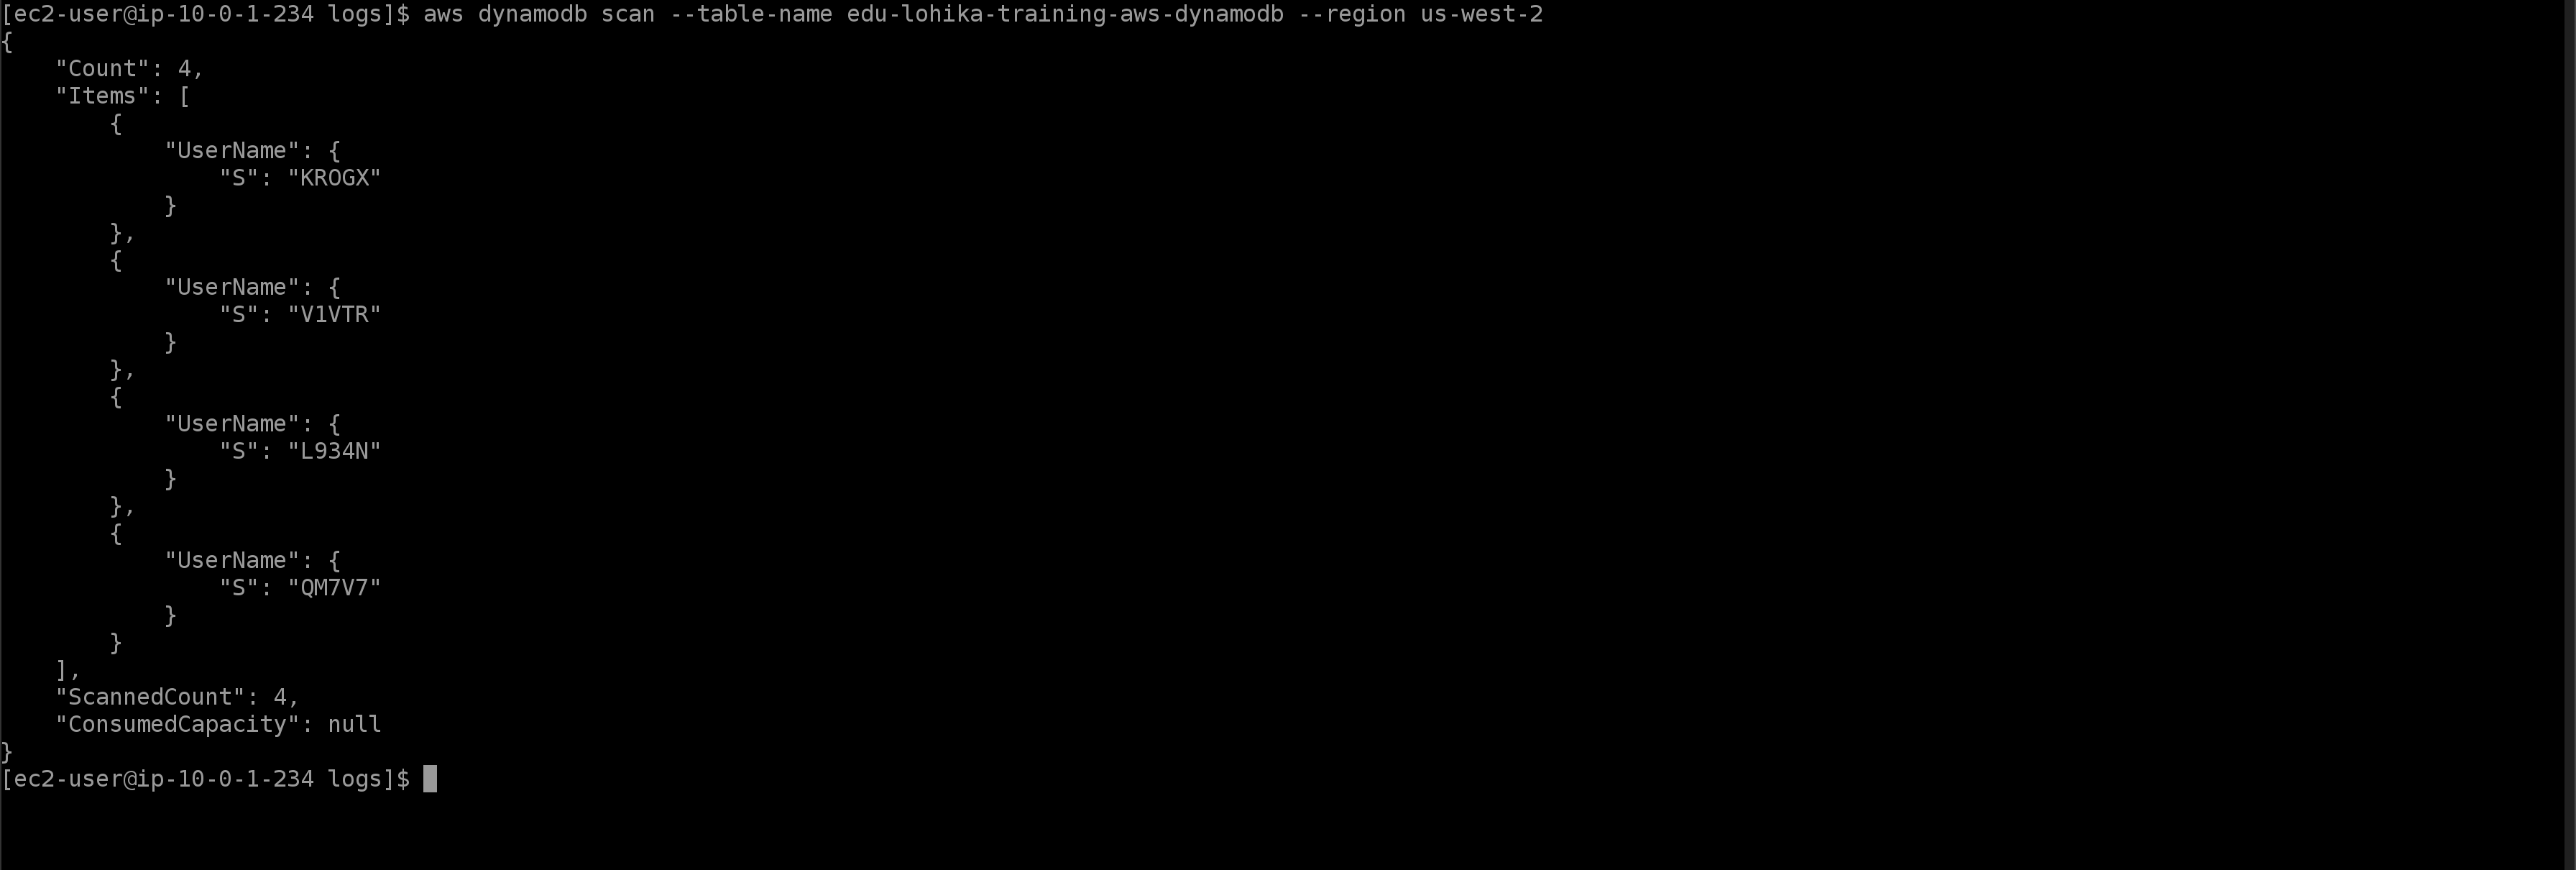 [ec2-user@ip-10-0-1-234 logs]$ aws dynamodb scan --table-name edu-lohika-training-aws-dynamodb --region us-west-2
{
    "Count": 4,
    "Items": [
        {
            "UserName": {
                "S": "KROGX"
            }
        },
        {
            "UserName": {
                "S": "V1VTR"
            }
        },
        {
            "UserName": {
                "S": "L934N"
            }
        },
        {
            "UserName": {
                "S": "QM7V7"
            }
        }
    ],
    "ScannedCount": 4,
    "ConsumedCapacity": null
}
[ec2-user@ip-10-0-1-234 logs]$